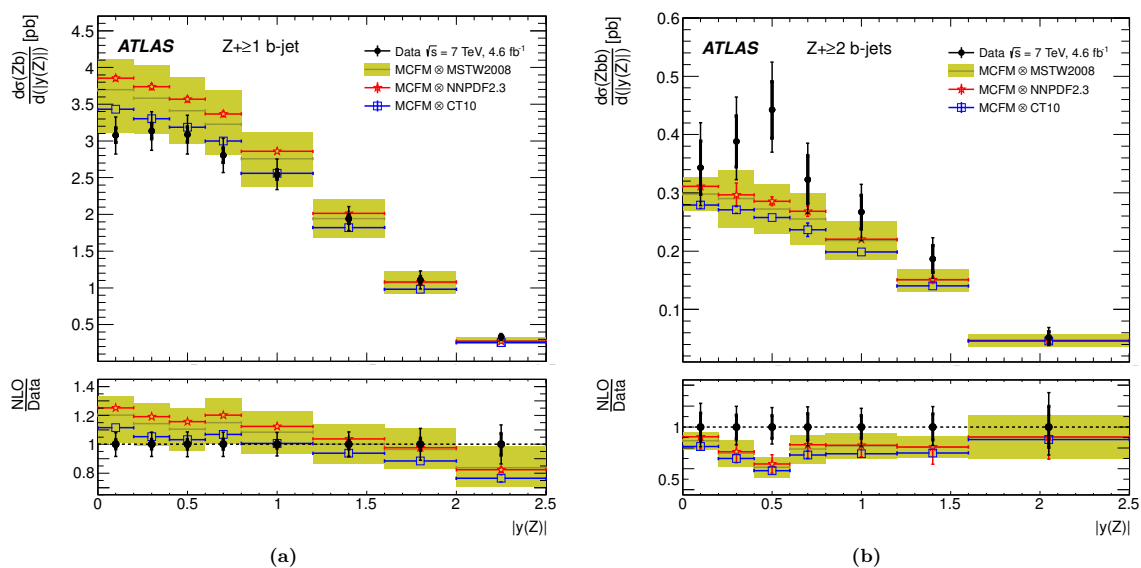 dσ(Zb)
d(|y(Z)|) [pb]
4.5
4
3.5
3
2.5
2
1.5
1
0.5
ATLAS Z+≥1 b-jet
Data √s = 7 TeV, 4.6 fb⁻¹
MCFM ⊗ MSTW2008
MCFM ⊗ NNPDF2.3
MCFM ⊗ CT10
NLO
Data
1.4
1.2
1
0.8
0 0.5 1 1.5 2 2.5
|y(Z)|
(a)
dσ(Zbb)
d(|y(Z)|) [pb]
0.6
0.5
0.4
0.3
0.2
0.1
ATLAS Z+≥2 b-jets
Data √s = 7 TeV, 4.6 fb⁻¹
MCFM ⊗ MSTW2008
MCFM ⊗ NNPDF2.3
MCFM ⊗ CT10
NLO
Data
1
0.5
0 0.5 1 1.5 2 2.5
|y(Z)|
(b)